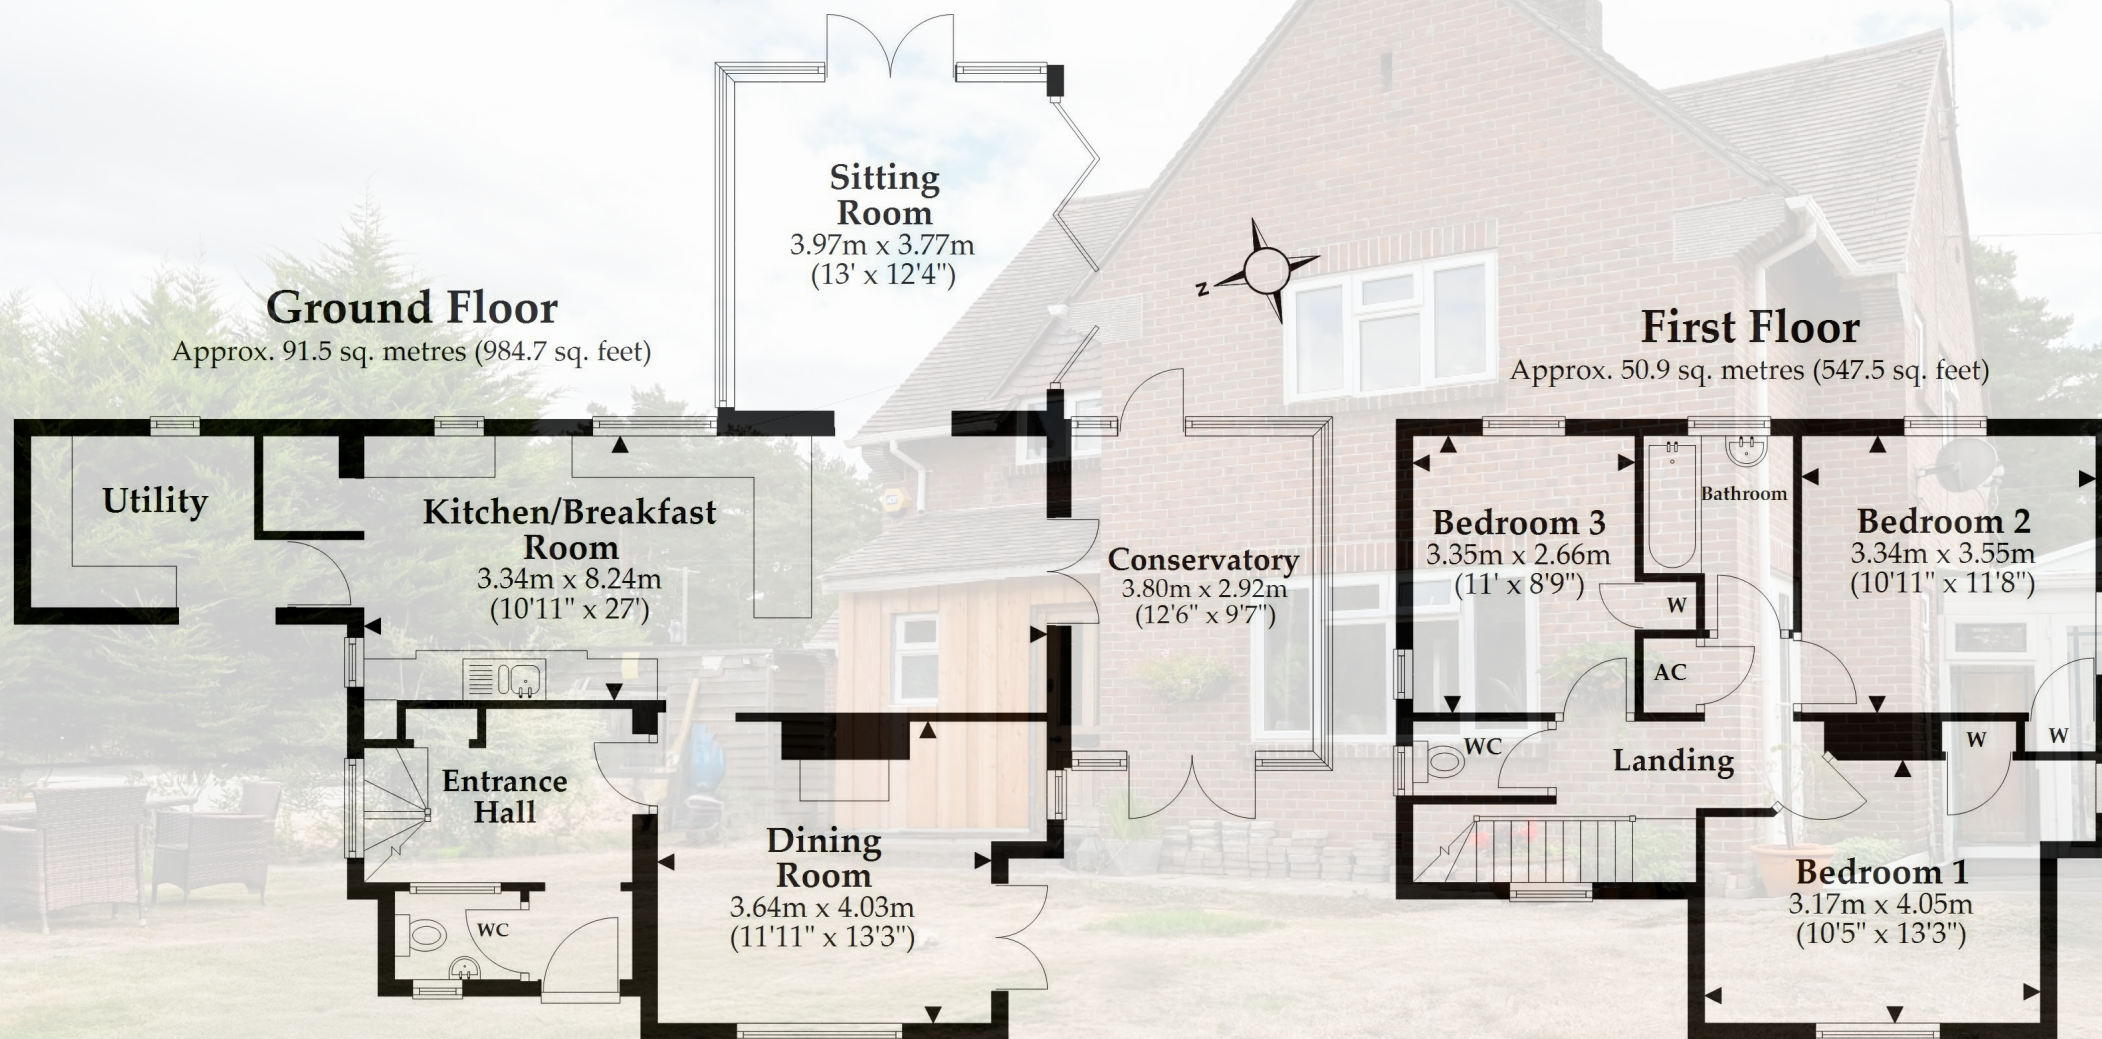 Sitting
Room
3.97m x 3.77m
(13' x 12'4")
Ground Floor
Approx. 91.5 sq. metres (984.7 sq. feet)
Utility
Kitchen/Breakfast
Room
3.34m x 8.24m
(10'11" x 27')
Conservatory
3.80m x 2.92m
(12'6" x 9'7")
Entrance
Hall
Dining
Room
3.64m x 4.03m
(11'11" x 13'3")
WC
N
First Floor
Approx. 50.9 sq. metres (547.5 sq. feet)
Bedroom 3
3.35m x 2.66m
(11' x 8'9")
Bathroom
Bedroom 2
3.34m x 3.55m
(10'11" x 11'8")
W
AC
WC
Landing
W
W
Bedroom 1
3.17m x 4.05m
(10'5" x 13'3")